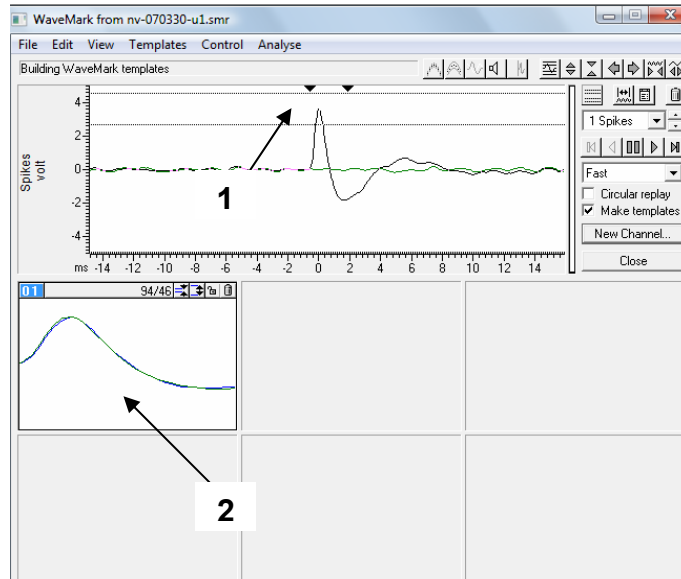 WaveMark from nv-070330-u1.smr
File Edit View Templates Control Analyse
Building WaveMark templates
1 Spikes
Fast
Circular replay
Make templates
New Channel...
Close
Spikes
volt
4
2
0
-2
-4
ms -14 -12 -10 -8 -6 -4 -2 0 2 4 6 8 10 12 14
1
01 94/46
2